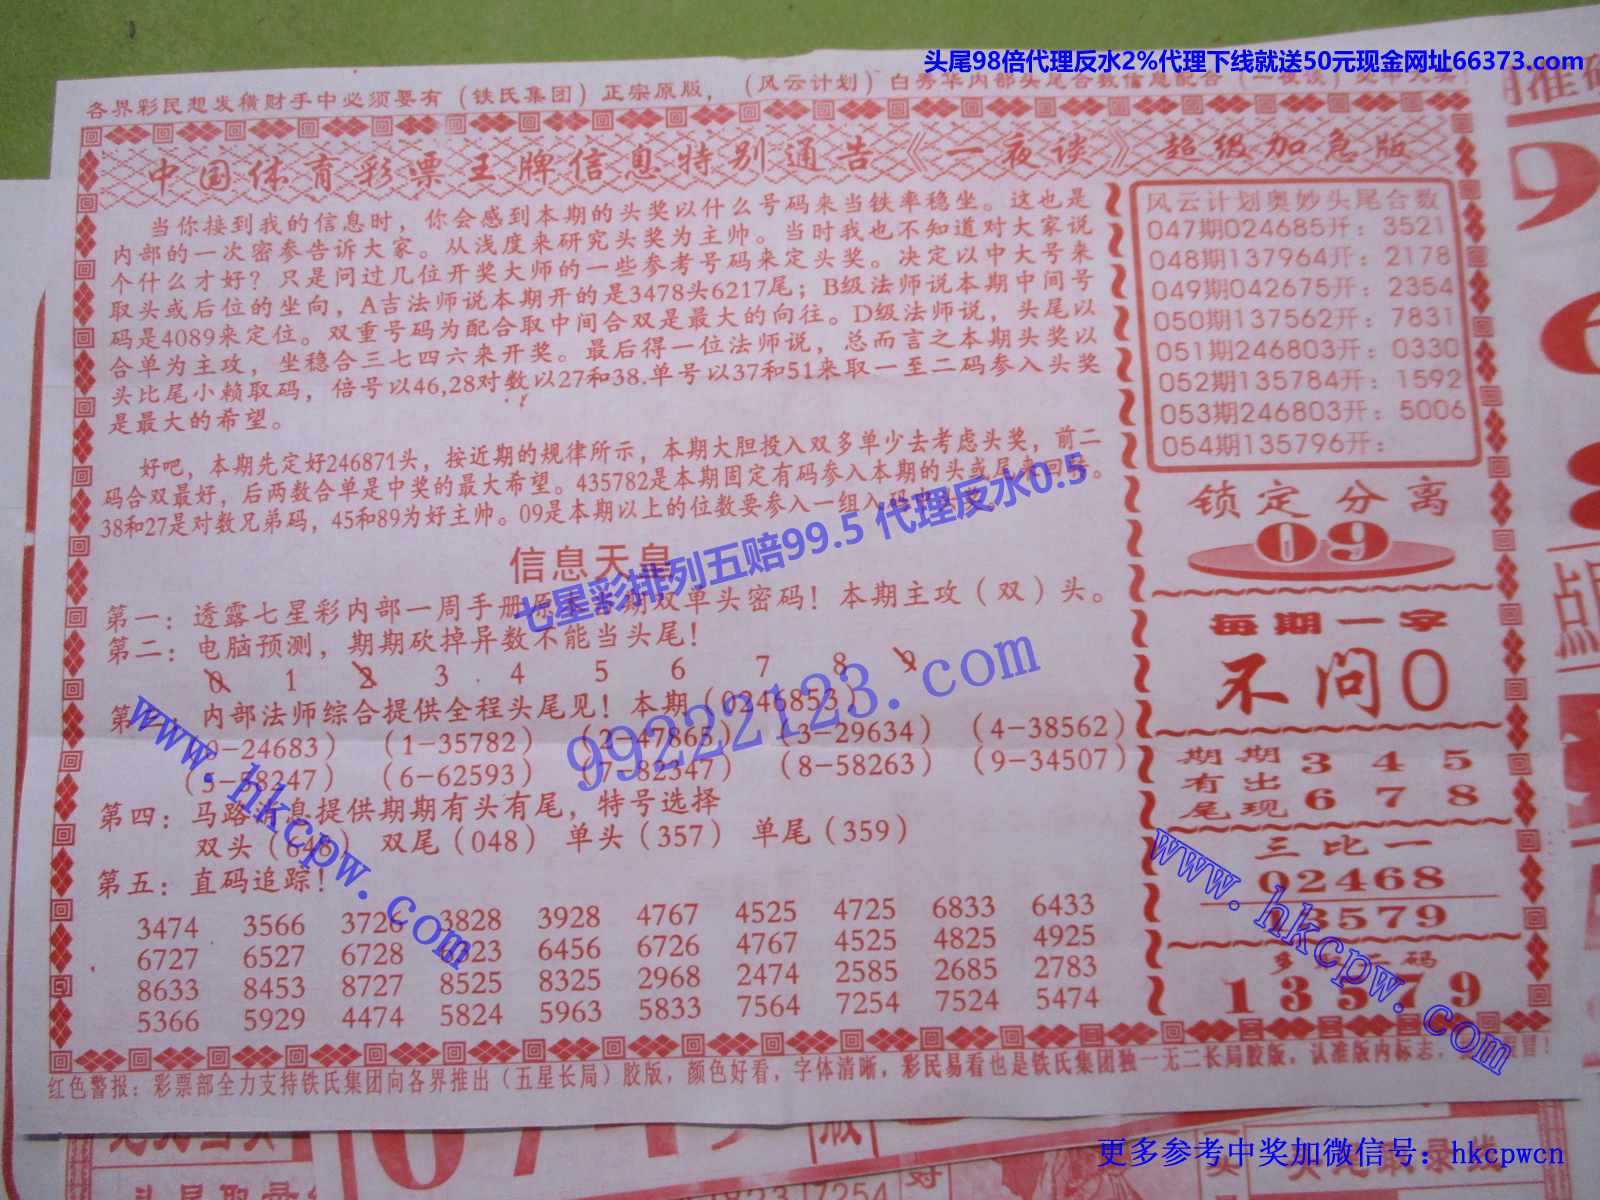 头尾98倍代理反水2%代理下线就送50元现金网址66373.com
各界彩民想发横财手中必须要有(铁氏集团)正宗原版，(风云计划)白秀华内部头尾合数信息配合
中国体育彩票王牌信息特别通告《一夜谈》超级加急版
当你接到我的信息时，你会感到本期的头奖以什么号码来当铁率稳坐。这也是
内部的一次密参告诉大家。从浅度来研究头奖为主帅。当时我也不知道对大家说
个什么才好？只是问过几位开奖大师的一些参考号码来定头奖。决定以中大号来
取头或后位的坐向，A吉法师说本期开的是3478头6217尾；B级法师说本期中间号
码是4089来定位。双重号码为配合取中间合双是最大的向往。D级法师说，头尾以
合单为主攻，坐稳合三七四六来开奖。最后得一位法师说，总而言之本期头奖以
头比尾小赖取码，倍号以46,28对数以27和38.单号以37和51来取一至二码参入头奖
是最大的希望。
好吧，本期先定好246871头，按近期的规律所示，本期大胆投入双多单少去考虑头奖，前二
码合双最好，后两数合单是中奖的最大希望。435782是本期固定有码参入本期的头或尾
38和27是对数兄弟码，45和89为好主帅。09是本期以上的位数要参入一组入码
七星彩排列五赔99.5 代理反水0.5
信息天皇
第一：透露七星彩内部一周手册原 双单头密码！本期主攻(双)头。
第二：电脑预测，期期砍掉异数不能当头尾！
0 1 2 3 4 5 6 7 8 9
第三：内部法师综合提供全程头尾见！本期(0246853)
(0-24683) (1-35782) (2-47865) (3-29634) (4-38562)
(5-38247) (6-62593) (7-82347) (8-58263) (9-34507)
99222123.com
第四：马路消息提供期期有头有尾，特号选择
双头(648) 双尾(048) 单头(357) 单尾(359)
第五：直码追踪！
3474 3566 3726 3828 3928 4767 4525 4725 6833 6433
6727 6527 6728 6456 6726 4767 4525 4825 4925
8633 8453 8727 8525 8325 2968 2474 2585 2685 2783
5366 5929 4474 5824 5963 5833 7564 7254 7524 5474
www.hkcpw.com
风云计划奥妙头尾合数
047期024685开：3521
048期137964开：2178
049期042675开：2354
050期137562开：7831
051期246803开：0330
052期135784开：1592
053期246803开：5006
054期135796开：
锁定分离
09
每期一字
不问0
期期 3 4 5
有出
尾现 6 7 8
三比一
02468
13579
二码
13579
www.hkcpw.com
红色警报：彩票部全力支持铁氏集团向各界推出(五星长局)胶版，颜色好看，字体清晰，彩民易看也是铁氏集团独一无二长局胶版，认准版内标志，
更多参考中奖加微信号：hkcpwcn